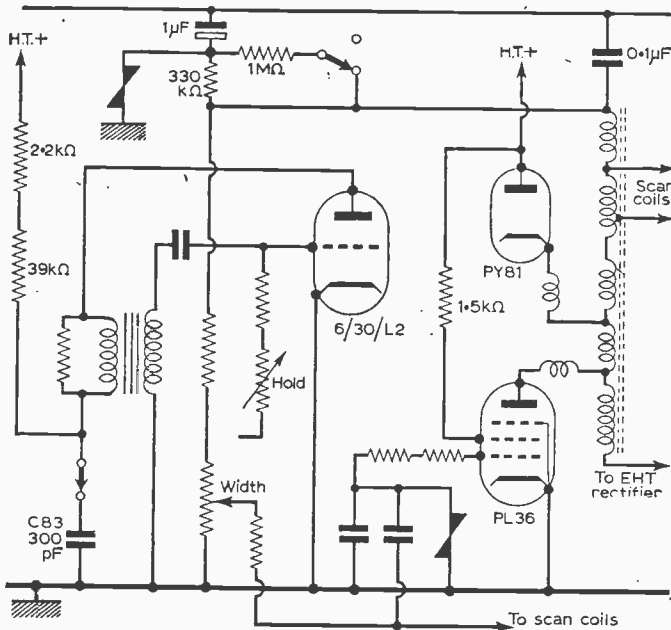 1μF
H.T.+
330
kΩ
1MΩ
H.T.+
0·1μF
2·2kΩ
39kΩ
Scan
coils
PY81
1·5kΩ
6/30/L2
Hold
Width
C83
300
pF
PL36
To EHT
rectifier
To scan coils